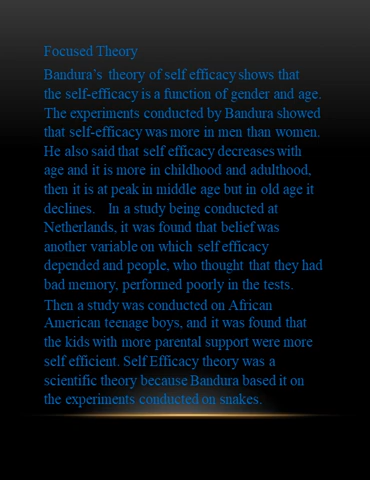 Focused Theory
Bandura's theory of self efficacy shows that
the self-efficacy is a function of gender and age.
The experiments conducted by Bandura showed
that self-efficacy was more in men than women.
He also said that self efficacy decreases with
age and it is more in childhood and adulthood,
then it is at peak in middle age but in old age it
declines. In a study being conducted at
Netherlands, it was found that belief was
another variable on which self efficacy
depended and people, who thought that they had
bad memory, performed poorly in the tests.
Then a study was conducted on African
American teenage boys, and it was found that
the kids with more parental support were more
self efficient. Self Efficacy theory was a
scientific theory because Bandura based it on
the experiments conducted on snakes.